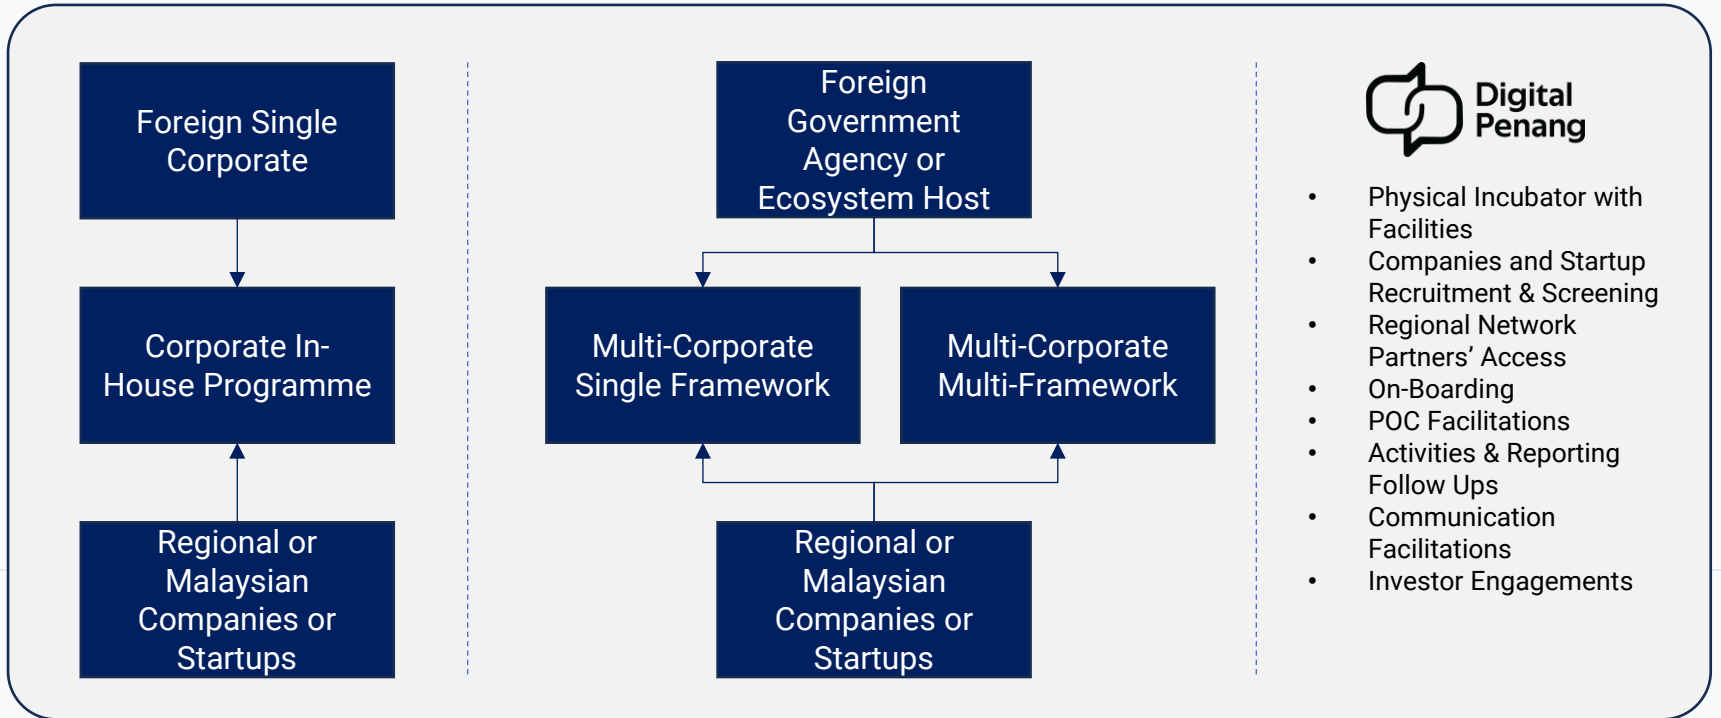 Foreign Single
Corporate
Corporate In-
House Programme
Regional or
Malaysian
Companies or
Startups
Foreign
Government
Agency or
Ecosystem Host
Multi-Corporate
Single Framework
Multi-Corporate
Multi-Framework
Regional or
Malaysian
Companies or
Startups
Digital
Penang
• Physical Incubator with
Facilities
• Companies and Startup
Recruitment & Screening
• Regional Network
Partners’ Access
• On-Boarding
• POC Facilitations
• Activities & Reporting
Follow Ups
• Communication
Facilitations
• Investor Engagements